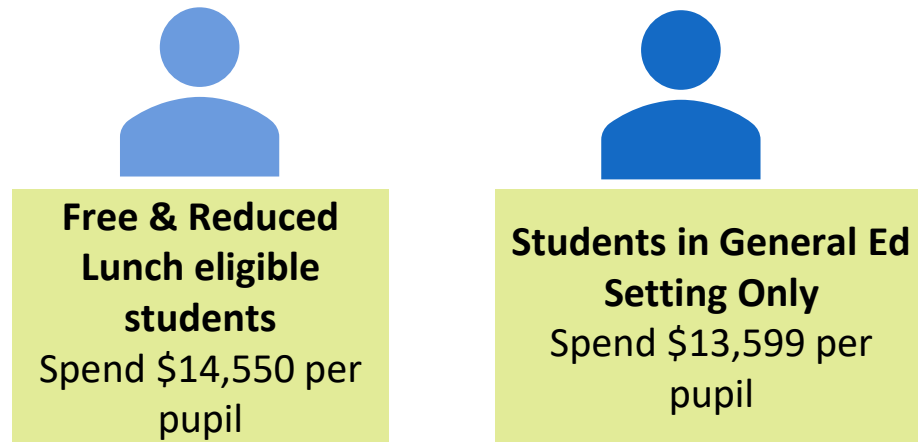 Free & Reduced
Lunch eligible
students
Spend $14,550 per
pupil
Students in General Ed
Setting Only
Spend $13,599 per
pupil